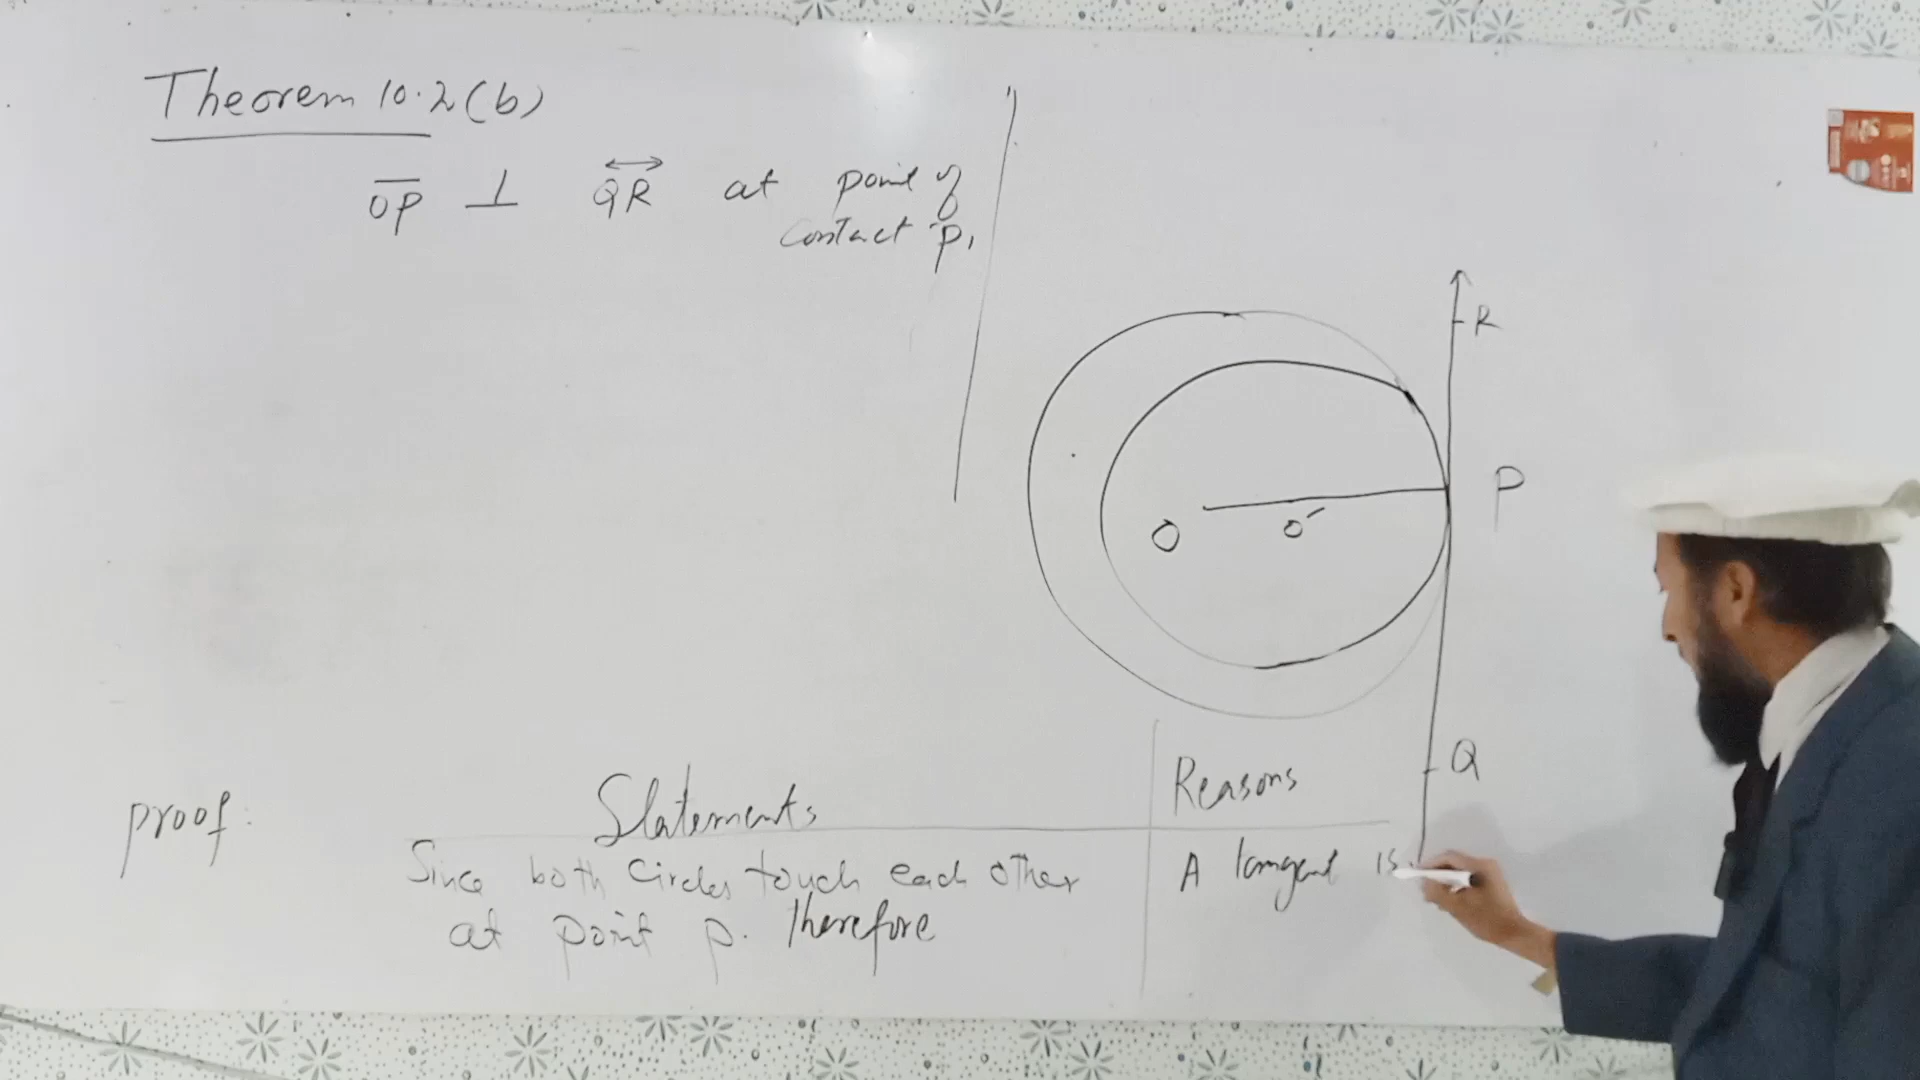 Theorem 10.2(b)
OP ⊥ QR at point of
contact P,
R
P
O
O′
Q
proof:
Statements
Reasons
Since both circles touch each other
at point p. Therefore
A tangent is